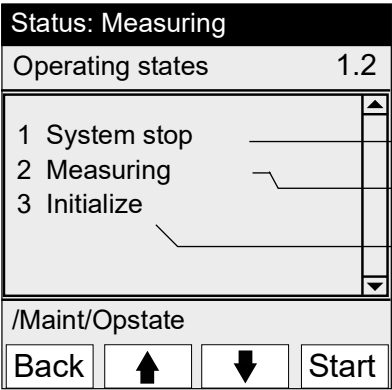 Status: Measuring
Operating states 1.2
1 System stop
2 Measuring
3 Initialize
/Maint/Opstate
Back Start